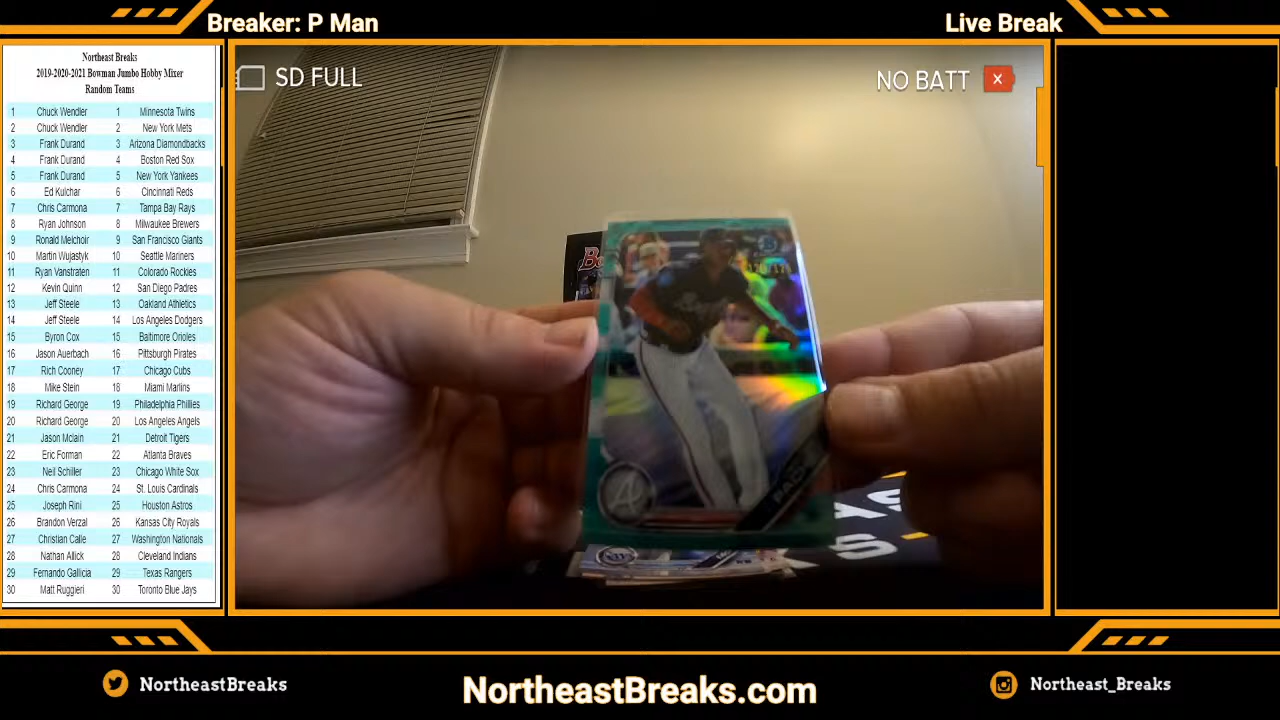 Breaker: P Man
Live Break
Northeast Breaks
2019-2020-2021 Bowman Jumbo Hobby Mixer
Random Teams
1 Chuck Wendler 1 Minnesota Twins
2 Chuck Wendler 2 New York Mets
3 Frank Durand 3 Arizona Diamondbacks
4 Frank Durand 4 Boston Red Sox
5 Frank Durand 5 New York Yankees
6 Ed Kulchar 6 Cincinnati Reds
7 Chris Carmona 7 Tampa Bay Rays
8 Ryan Johnson 8 Milwaukee Brewers
9 Ronald Melchoir 9 San Francisco Giants
10 Martin Wujastyk 10 Seattle Mariners
11 Ryan Vanstraten 11 Colorado Rockies
12 Kevin Quinn 12 San Diego Padres
13 Jeff Steele 13 Oakland Athletics
14 Jeff Steele 14 Los Angeles Dodgers
15 Byron Cox 15 Baltimore Orioles
16 Jason Auerbach 16 Pittsburgh Pirates
17 Rich Cooney 17 Chicago Cubs
18 Mike Stein 18 Miami Marlins
19 Richard George 19 Philadelphia Phillies
20 Richard George 20 Los Angeles Angels
21 Jason Mclain 21 Detroit Tigers
22 Eric Forman 22 Atlanta Braves
23 Neil Schiller 23 Chicago White Sox
24 Chris Carmona 24 St. Louis Cardinals
25 Joseph Rini 25 Houston Astros
26 Brandon Verzal 26 Kansas City Royals
27 Christian Calle 27 Washington Nationals
28 Nathan Allick 28 Cleveland Indians
29 Fernando Gallicia 29 Texas Rangers
30 Matt Ruggieri 30 Toronto Blue Jays
SD FULL
NO BATT
NortheastBreaks
NortheastBreaks.com
Northeast_Breaks